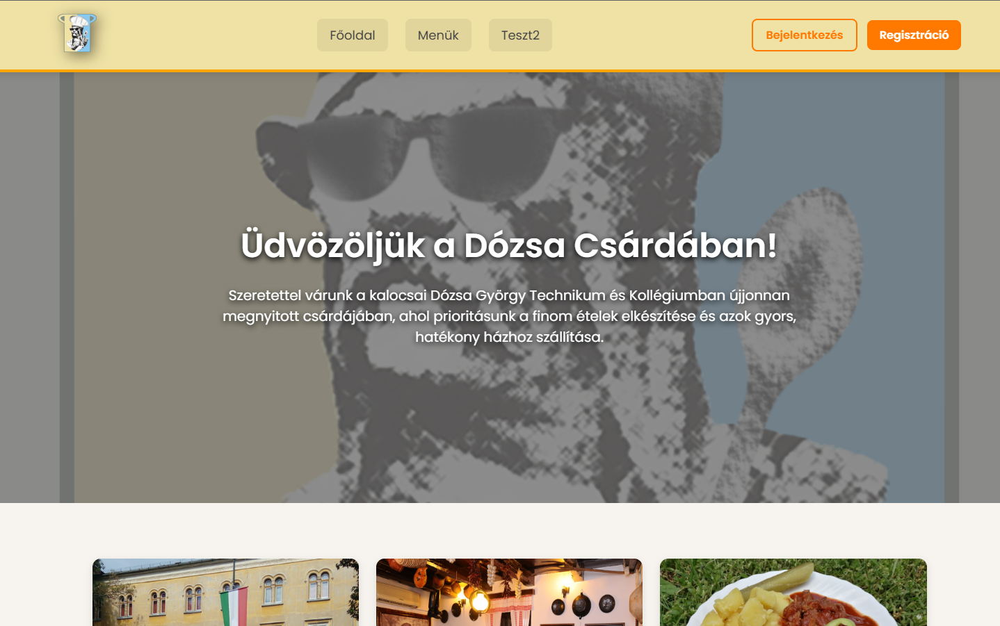 Főoldal
Menük
Teszt2
Bejelentkezés
Regisztráció
Üdvözöljük a Dózsa Csárdában!
Szeretettel várunk a kalocsai Dózsa György Technikum és Kollégiumban újjonnan
megnyitott csárdájában, ahol prioritásunk a finom ételek elkészítése és azok gyors,
hatékony házhoz szállítása.